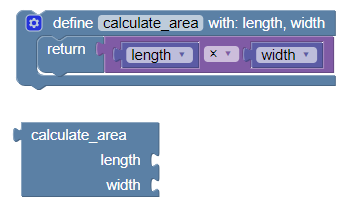 define calculate_area with: length, width
return length × width
calculate_area
length
width